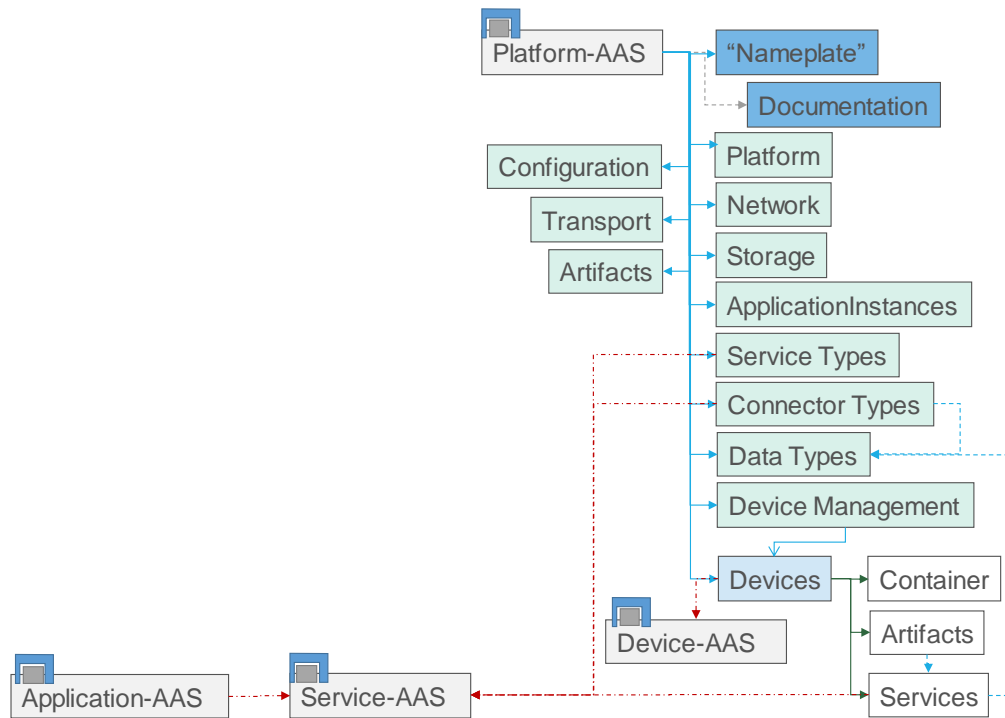 Platform-AAS
“Nameplate”
Documentation
Platform
Configuration
Network
Transport
Storage
Artifacts
ApplicationInstances
Service Types
Connector Types
Data Types
Device Management
Devices
Container
Device-AAS
Artifacts
Application-AAS
Service-AAS
Services